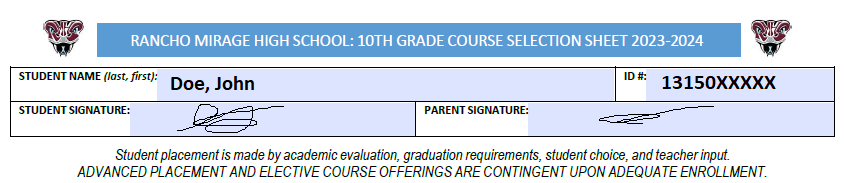 RANCHO MIRAGE HIGH SCHOOL: 10TH GRADE COURSE SELECTION SHEET 2023-2024
STUDENT NAME (last, first): Doe, John ID #: 13150XXXXX
STUDENT SIGNATURE: PARENT SIGNATURE:
Student placement is made by academic evaluation, graduation requirements, student choice, and teacher input.
ADVANCED PLACEMENT AND ELECTIVE COURSE OFFERINGS ARE CONTINGENT UPON ADEQUATE ENROLLMENT.